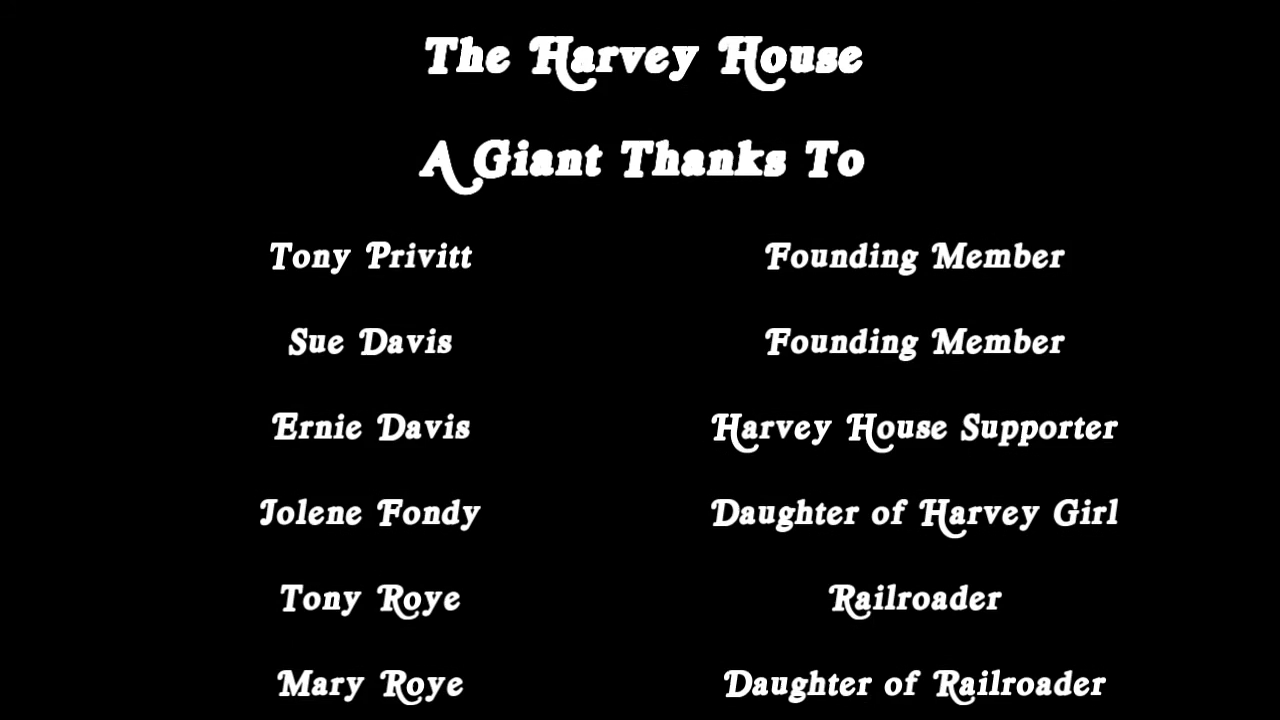 The Harvey House
A Giant Thanks To
Tony Privitt Founding Member
Sue Davis Founding Member
Ernie Davis Harvey House Supporter
Jolene Fondy Daughter of Harvey Girl
Tony Roye Railroader
Mary Roye Daughter of Railroader